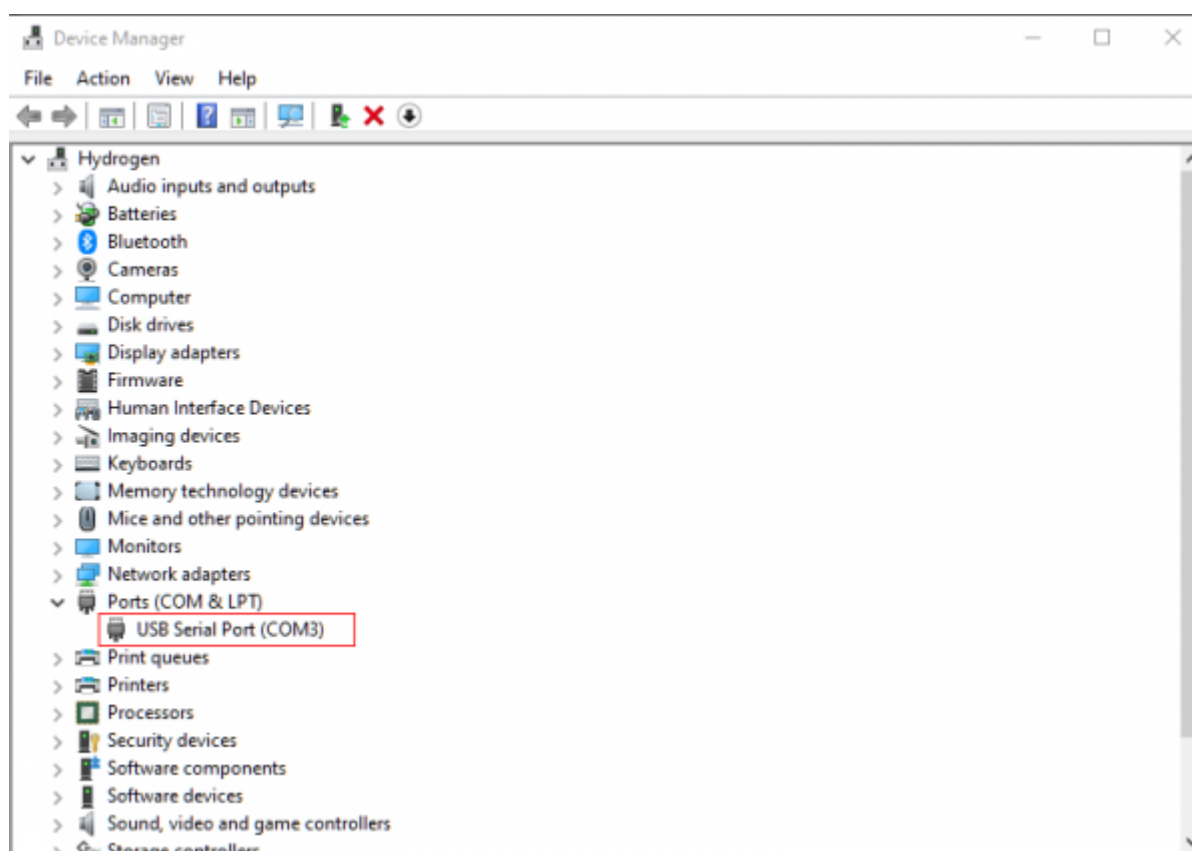 Device Manager
File Action View Help
Hydrogen
Audio inputs and outputs
Batteries
Bluetooth
Cameras
Computer
Disk drives
Display adapters
Firmware
Human Interface Devices
Imaging devices
Keyboards
Memory technology devices
Mice and other pointing devices
Monitors
Network adapters
Ports (COM & LPT)
USB Serial Port (COM3)
Print queues
Printers
Processors
Security devices
Software components
Software devices
Sound, video and game controllers
Storage controllers